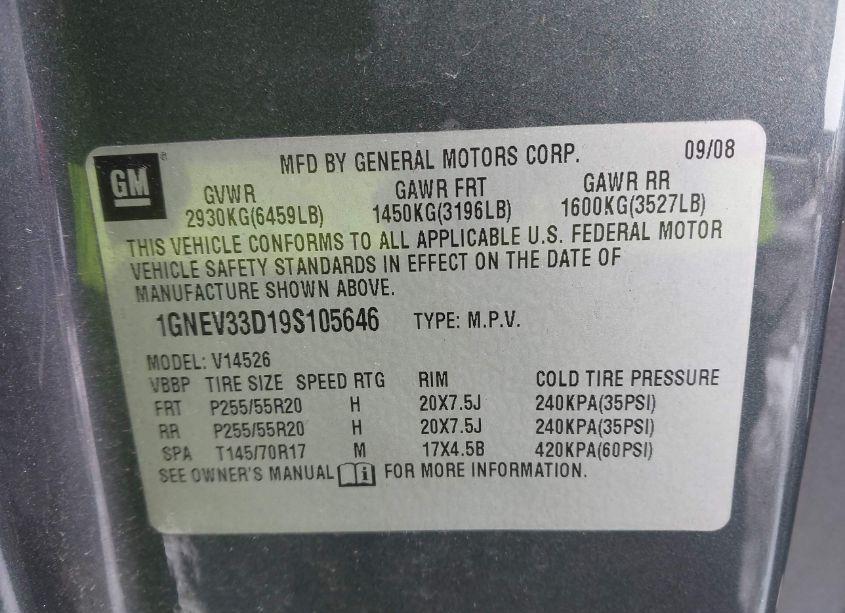 GM
®
MFD BY GENERAL MOTORS CORP. 09/08
GVWR GAWR FRT GAWR RR
2930KG(6459LB) 1450KG(3196LB) 1600KG(3527LB)
THIS VEHICLE CONFORMS TO ALL APPLICABLE U.S. FEDERAL MOTOR
VEHICLE SAFETY STANDARDS IN EFFECT ON THE DATE OF
MANUFACTURE SHOWN ABOVE.
1GNEV33D19S105646 TYPE: M.P.V.
MODEL: V14526
VBBP TIRE SIZE SPEED RTG RIM COLD TIRE PRESSURE
FRT P255/55R20 H 20X7.5J 240KPA(35PSI)
RR P255/55R20 H 20X7.5J 240KPA(35PSI)
SPA T145/70R17 M 17X4.5B 420KPA(60PSI)
SEE OWNER'S MANUAL i FOR MORE INFORMATION.